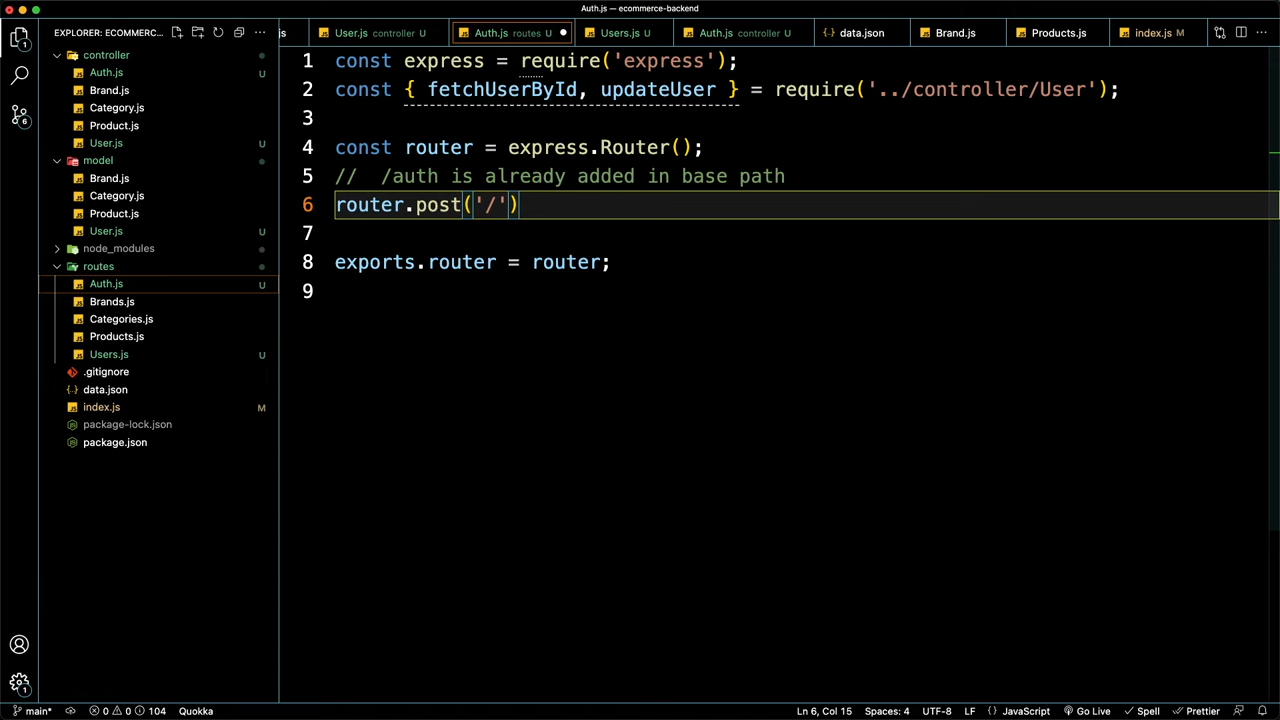 Auth.js — ecommerce-backend
EXPLORER: ECOMMERC...
js
User.js controller U
Auth.js routes U
Users.js U
Auth.js controller U
data.json
Brand.js
Products.js
index.js M
controller
Auth.js U
Brand.js
Category.js
Product.js
User.js U
model
Brand.js
Category.js
Product.js
User.js U
node_modules
routes
Auth.js U
Brands.js
Categories.js
Products.js
Users.js U
.gitignore
data.json
index.js M
package-lock.json
package.json
1 const express = require('express');
2 const { fetchUserById, updateUser } = require('../controller/User');
3
4 const router = express.Router();
5 //  /auth is already added in base path
6 router.post('/')
7
8 exports.router = router;
9
1
6
1
main* 0 0 104 Quokka Ln 6, Col 15 Spaces: 4 UTF-8 LF JavaScript Go Live Spell Prettier